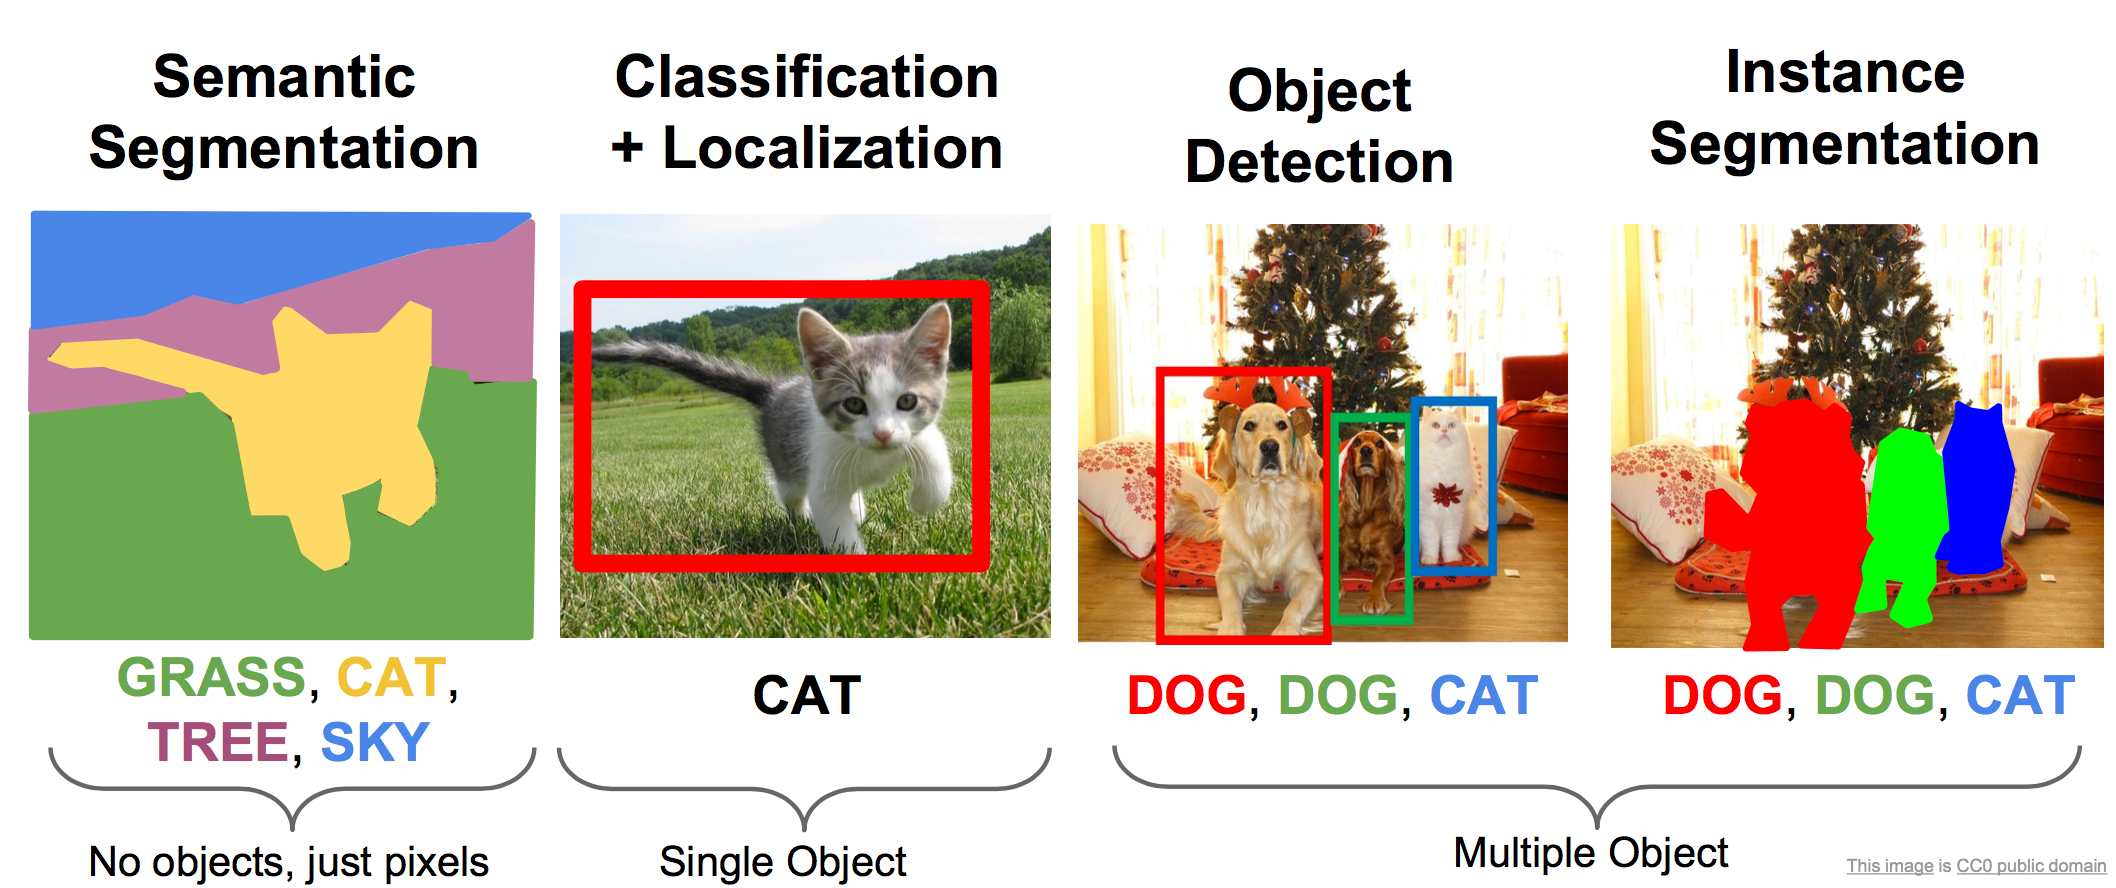 Semantic
Segmentation
Classification
+ Localization
Object
Detection
Instance
Segmentation
GRASS, CAT,
TREE, SKY
CAT
DOG, DOG, CAT
DOG, DOG, CAT
No objects, just pixels
Single Object
Multiple Object
This image is CC0 public domain